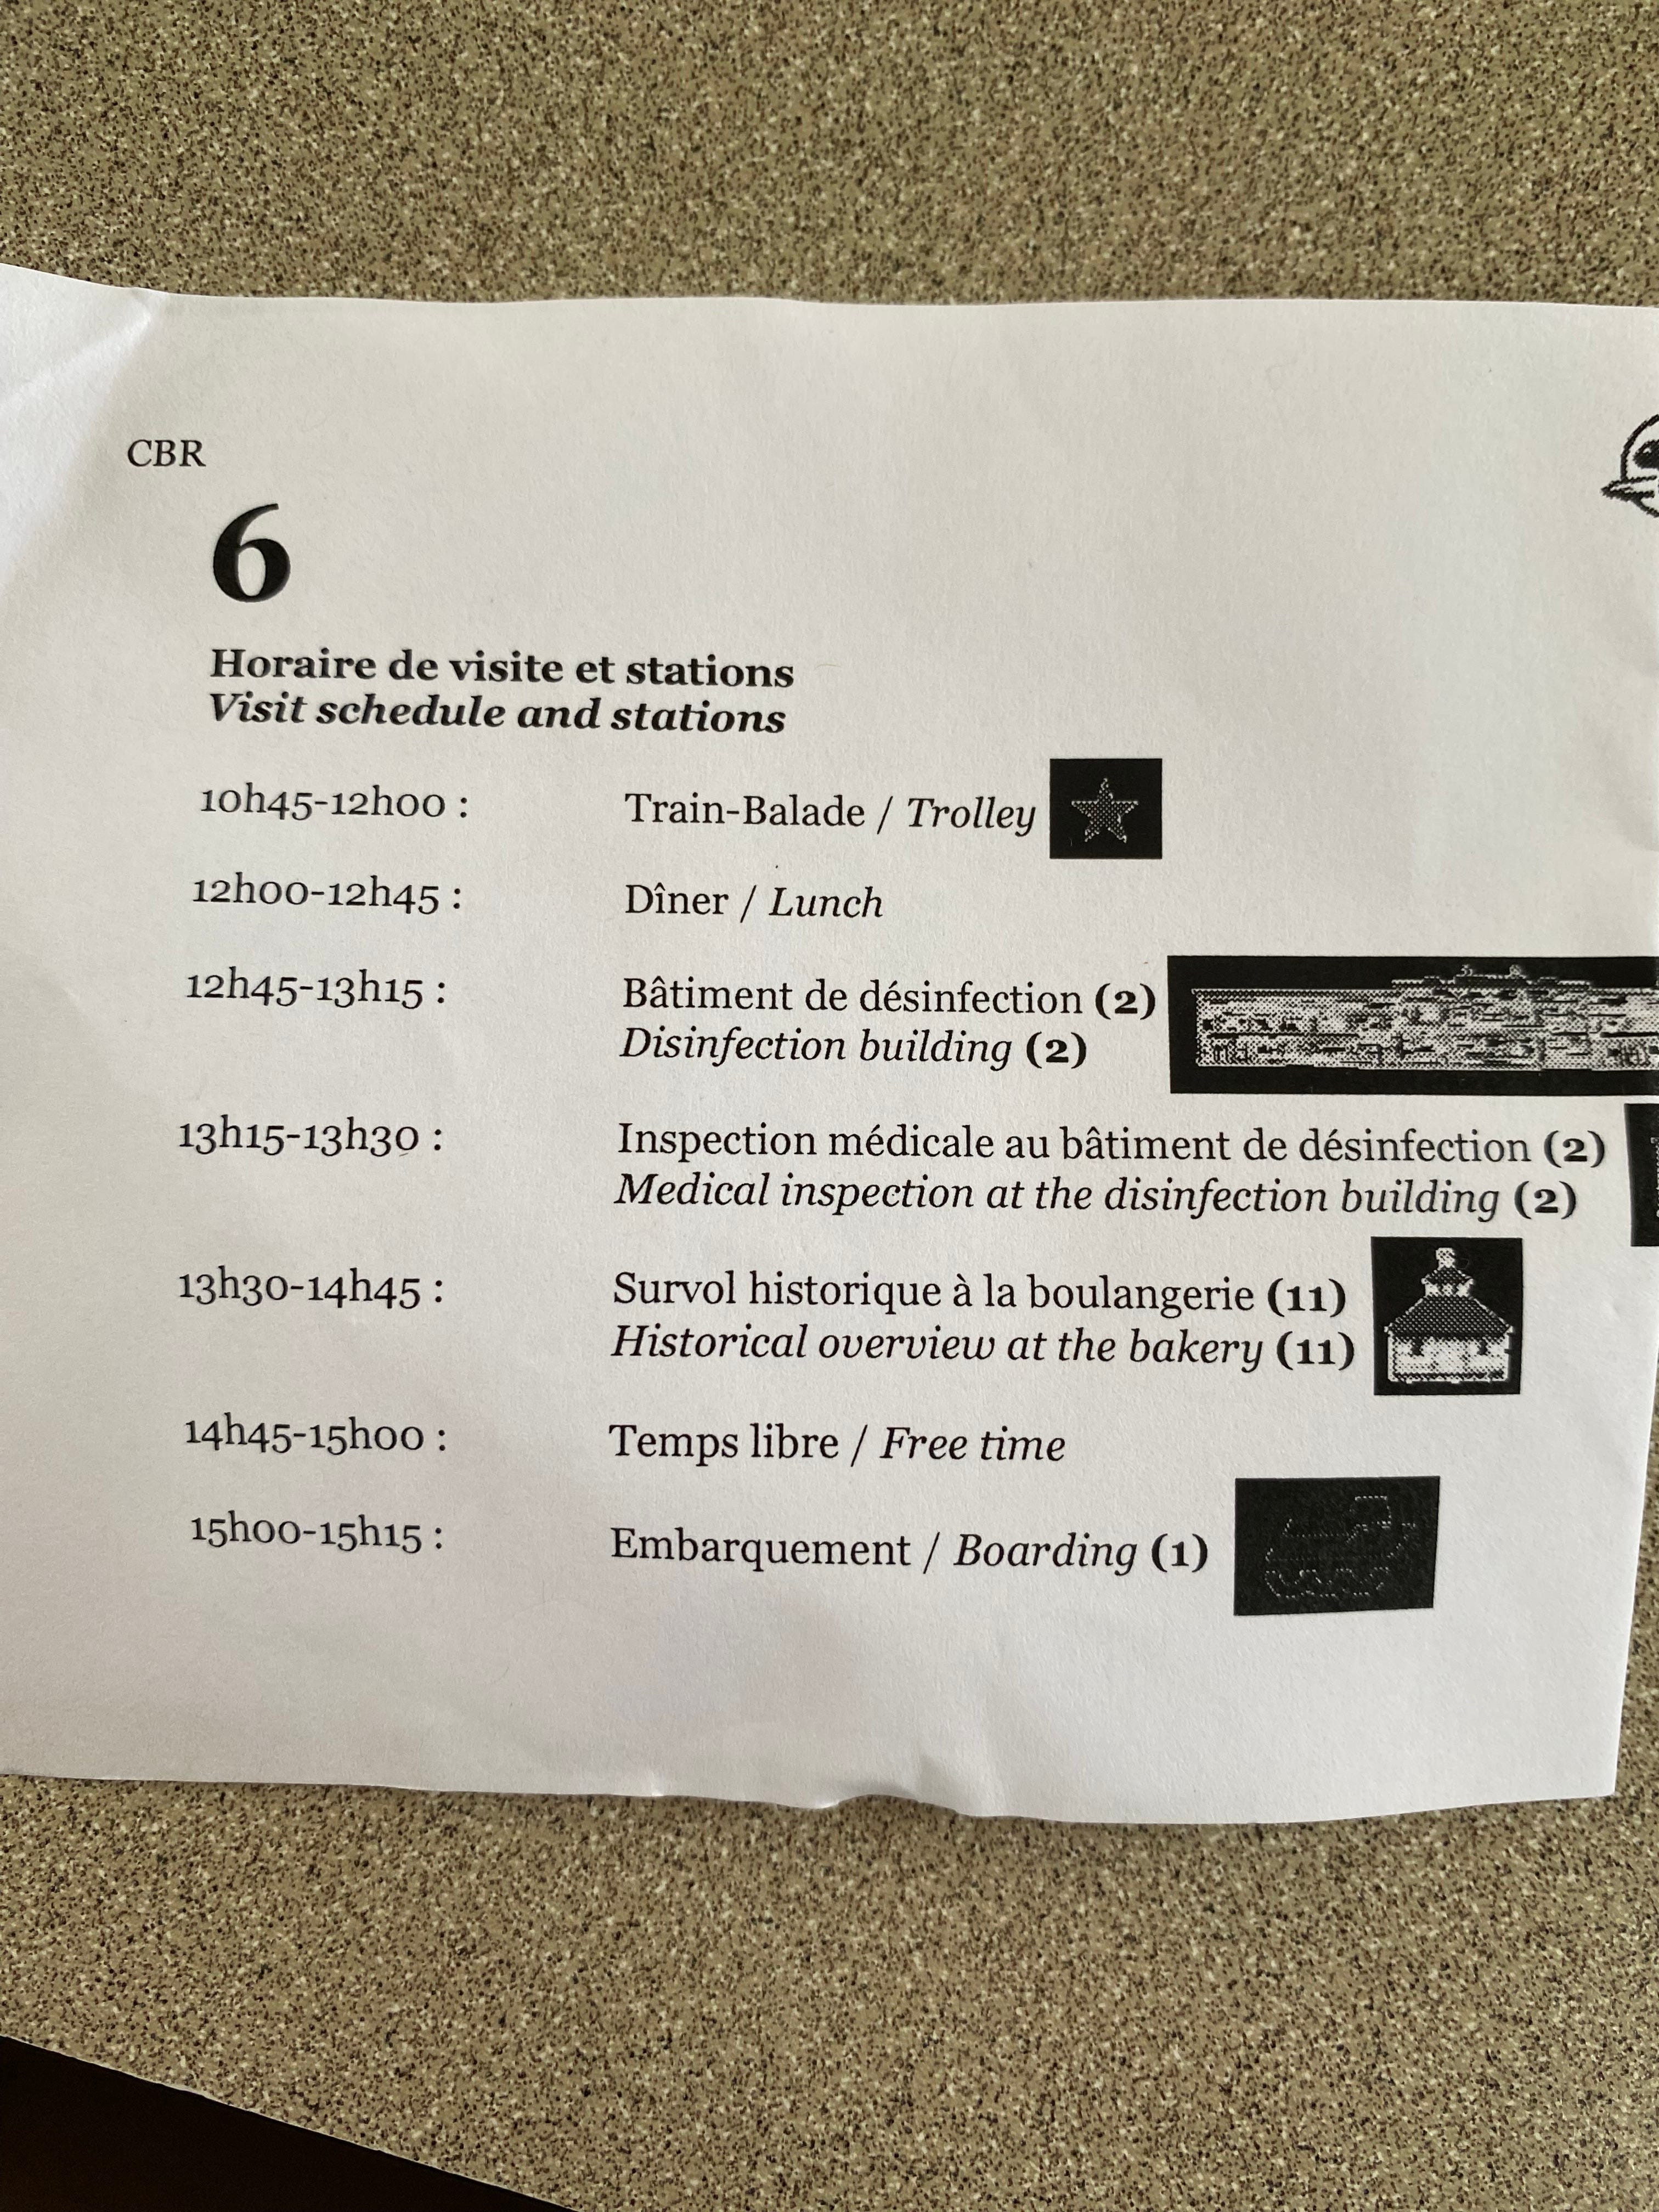 CBR
6
Horaire de visite et stations
Visit schedule and stations
10h45-12h00 : Train-Balade / Trolley
12h00-12h45 : Dîner / Lunch
12h45-13h15 : Bâtiment de désinfection (2)
Disinfection building (2)
13h15-13h30 : Inspection médicale au bâtiment de désinfection (2)
Medical inspection at the disinfection building (2)
13h30-14h45 : Survol historique à la boulangerie (11)
Historical overview at the bakery (11)
14h45-15h00 : Temps libre / Free time
15h00-15h15 : Embarquement / Boarding (1)